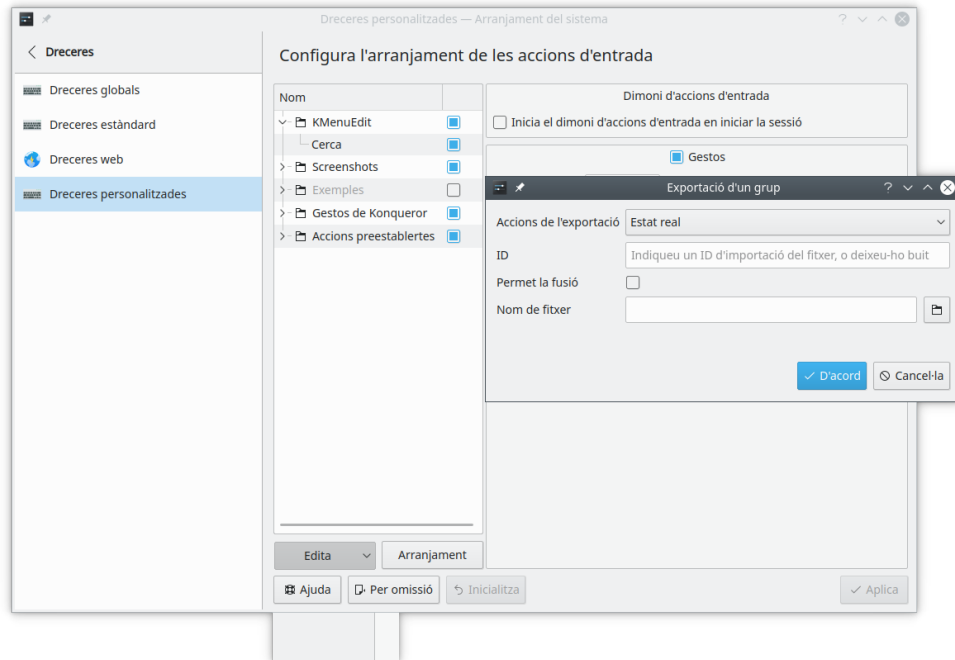 Dreceres personalitzades — Arranjament del sistema
Dreceres
Configura l'arranjament de les accions d'entrada
Dreceres globals
Dreceres estàndard
Dreceres web
Dreceres personalitzades
Nom
KMenuEdit
Cerca
Screenshots
Exemples
Gestos de Konqueror
Accions preestablertes
Dimoni d'accions d'entrada
Inicia el dimoni d'accions d'entrada en iniciar la sessió
Gestos
Exportació d'un grup
Accions de l'exportació Estat real
ID Indiqueu un ID d'importació del fitxer, o deixeu-ho buit
Permet la fusió
Nom de fitxer
D'acord Cancel·la
Edita Arranjament
Ajuda Per omissió Inicialitza Aplica